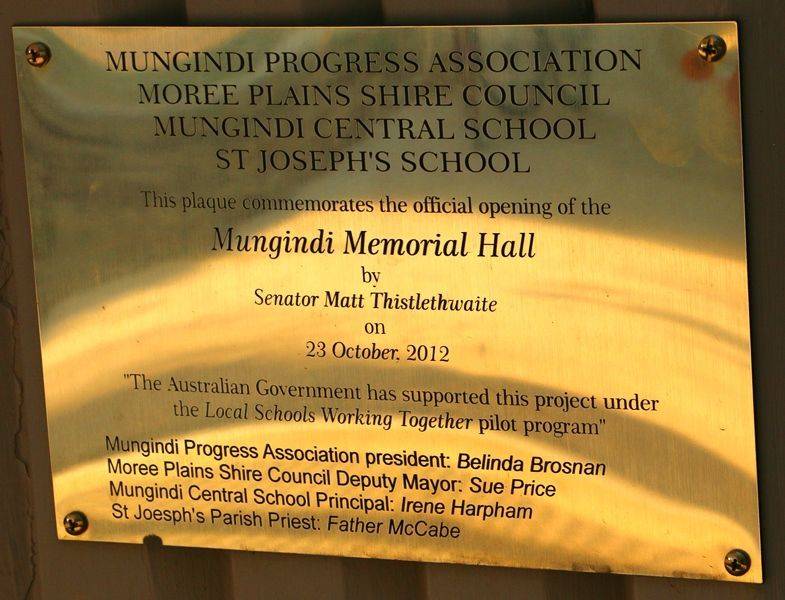 MUNGINDI PROGRESS ASSOCIATION
MOREE PLAINS SHIRE COUNCIL
MUNGINDI CENTRAL SCHOOL
ST JOSEPH'S SCHOOL
This plaque commemorates the official opening of the
Mungindi Memorial Hall
by
Senator Matt Thistlethwaite
on
23 October, 2012
"The Australian Government has supported this project under
the Local Schools Working Together pilot program"
Mungindi Progress Association president: Belinda Brosnan
Moree Plains Shire Council Deputy Mayor: Sue Price
Mungindi Central School Principal: Irene Harpham
St Joesph's Parish Priest: Father McCabe